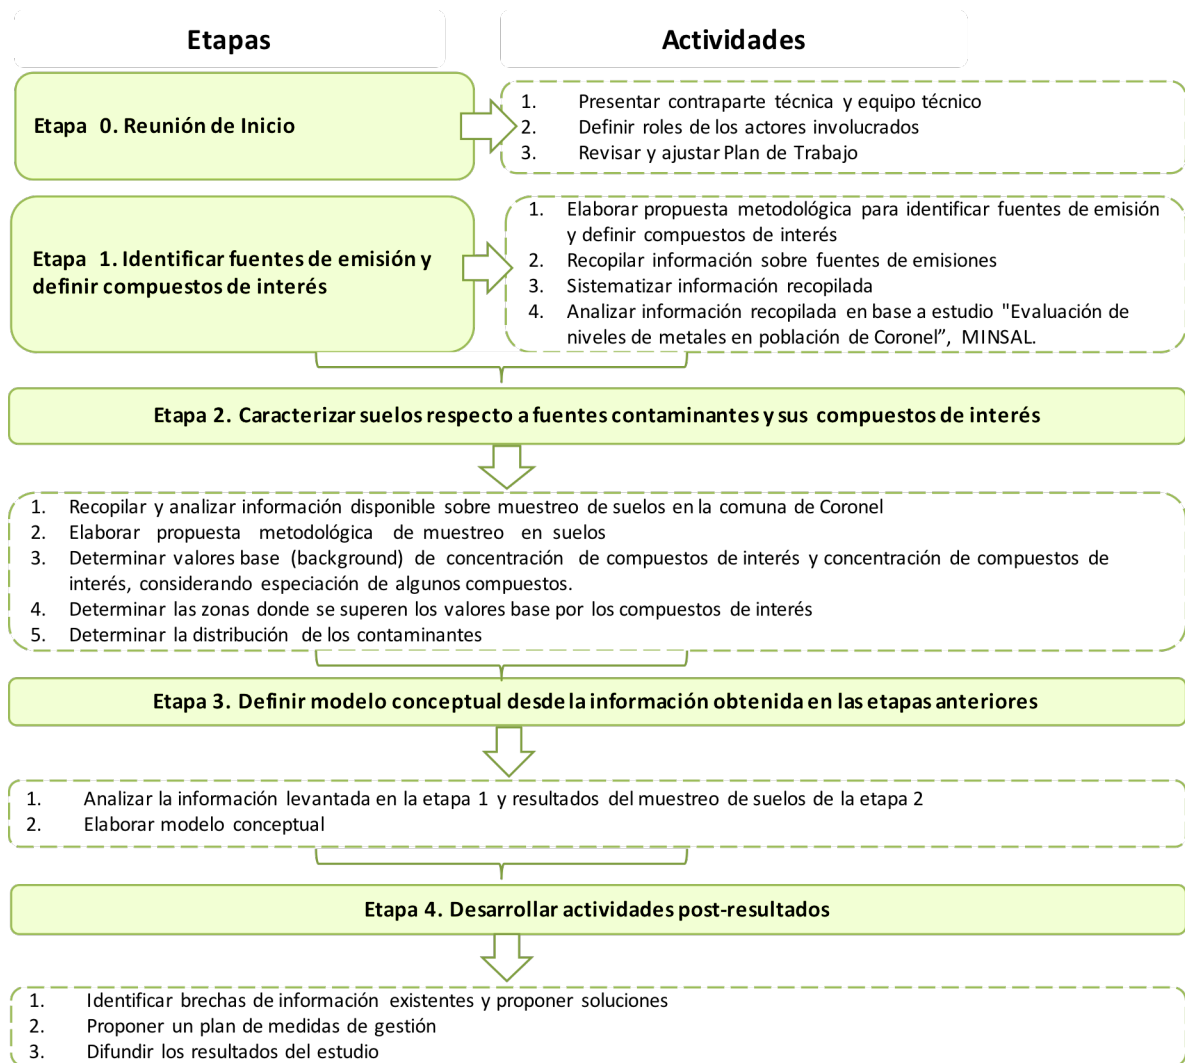 Etapas
Actividades
Etapa 0. Reunión de Inicio
1. Presentar contraparte técnica y equipo técnico
2. Definir roles de los actores involucrados
3. Revisar y ajustar Plan de Trabajo
Etapa 1. Identificar fuentes de emisión y
definir compuestos de interés
1. Elaborar propuesta metodológica para identificar fuentes de emisión
y definir compuestos de interés
2. Recopilar información sobre fuentes de emisiones
3. Sistematizar información recopilada
4. Analizar información recopilada en base a estudio "Evaluación de
niveles de metales en población de Coronel”, MINSAL.
Etapa 2. Caracterizar suelos respecto a fuentes contaminantes y sus compuestos de interés
1. Recopilar y analizar información disponible sobre muestreo de suelos en la comuna de Coronel
2. Elaborar propuesta metodológica de muestreo en suelos
3. Determinar valores base (background) de concentración de compuestos de interés y concentración de compuestos de
interés, considerando especiación de algunos compuestos.
4. Determinar las zonas donde se superen los valores base por los compuestos de interés
5. Determinar la distribución de los contaminantes
Etapa 3. Definir modelo conceptual desde la información obtenida en las etapas anteriores
1. Analizar la información levantada en la etapa 1 y resultados del muestreo de suelos de la etapa 2
2. Elaborar modelo conceptual
Etapa 4. Desarrollar actividades post-resultados
1. Identificar brechas de información existentes y proponer soluciones
2. Proponer un plan de medidas de gestión
3. Difundir los resultados del estudio